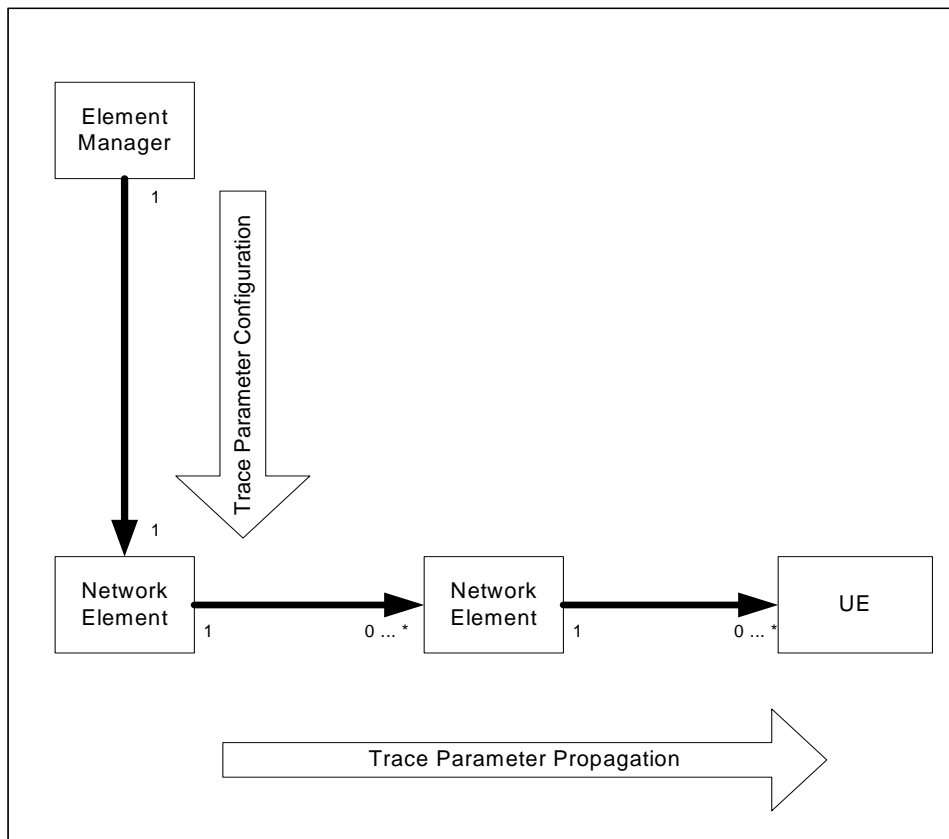 Element
Manager
1
Trace Parameter Configuration
1
Network
Element
1
0 ... *
Network
Element
1
0 ... *
UE
Trace Parameter Propagation